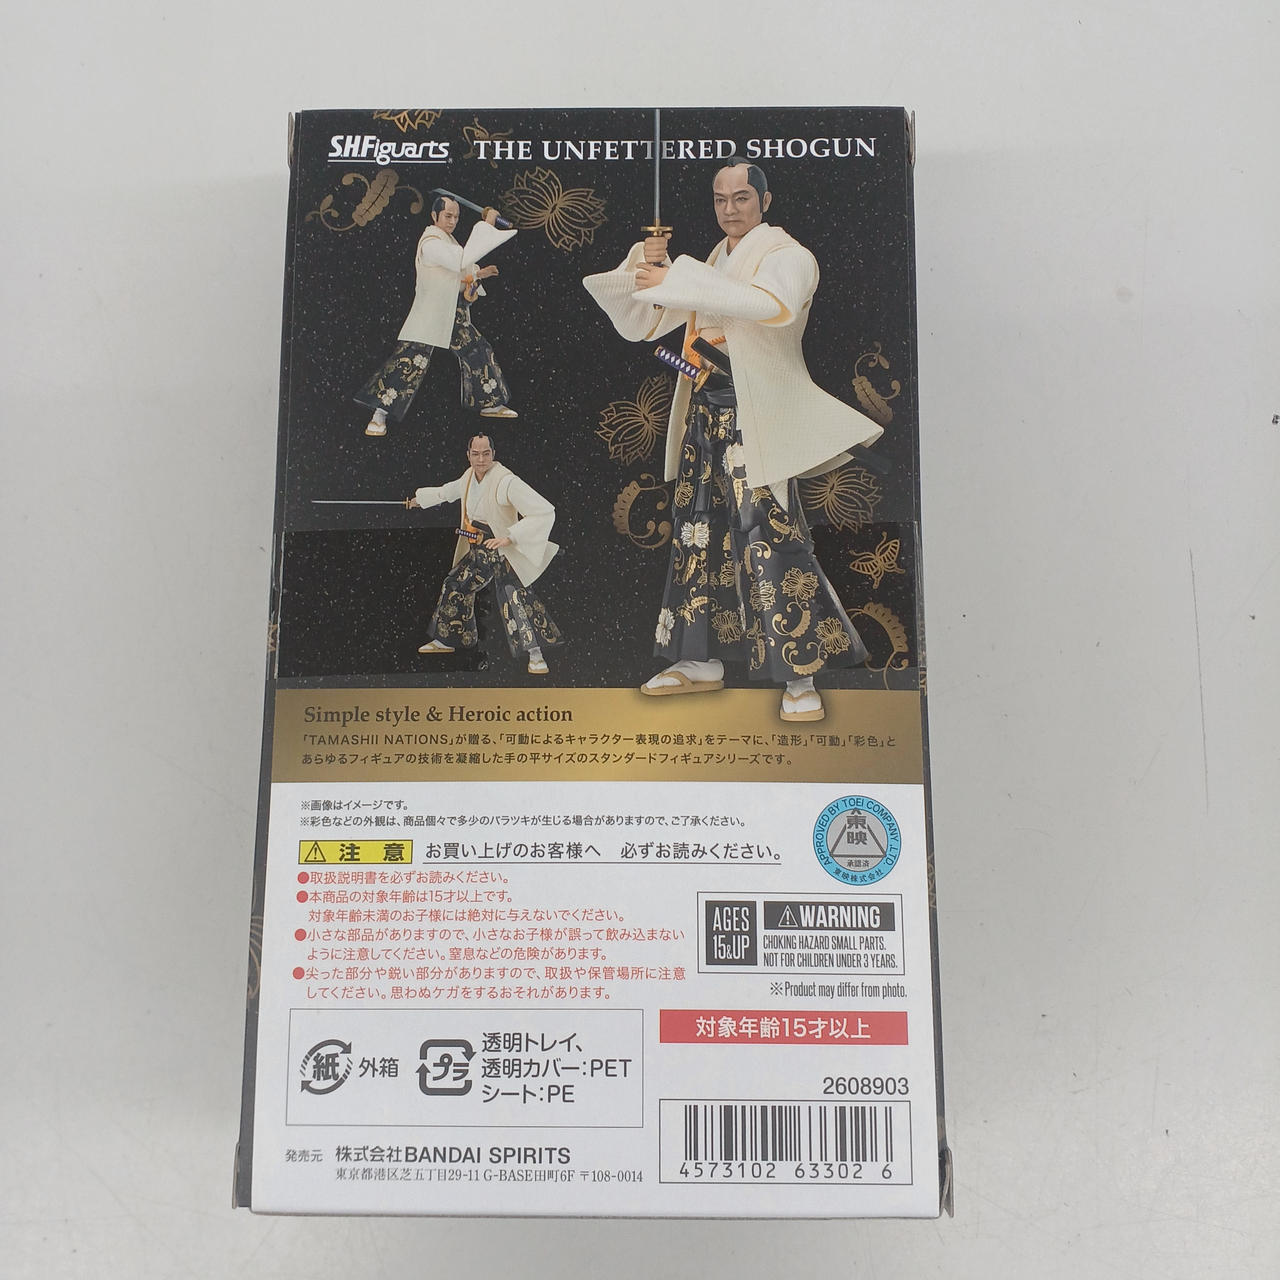 S.H.Figuarts THE UNFETTERED SHOGUN
Simple style & Heroic action
「TAMASHII NATIONS」が贈る、「可動によるキャラクター表現の追求」をテーマに、「造形」「可動」「彩色」と
あらゆるフィギュアの技術を凝縮した手の平サイズのスタンダードフィギュアシリーズです。
※画像はイメージです。
※彩色などの外観は、商品個々で多少のバラツキが生じる場合がありますので、ご了承ください。
注 意 お買い上げのお客様へ 必ずお読みください。
●取扱説明書を必ずお読みください。
●本商品の対象年齢は15才以上です。
対象年齢未満のお子様には絶対に与えないでください。
●小さな部品がありますので、小さなお子様が誤って飲み込まない
ように注意してください。窒息などの危険があります。
●尖った部分や鋭い部分がありますので、取扱や保管場所に注意
してください。思わぬケガをするおそれがあります。
APPROVED BY TOEI COMPANY ,LTD.
東映
承認済
東映株式会社
AGES
15&UP
WARNING
CHOKING HAZARD SMALL PARTS.
NOT FOR CHILDREN UNDER 3 YEARS.
※Product may differ from photo.
対象年齢15才以上
紙 外箱
プラ 透明トレイ、
透明カバー:PET
シート:PE
2608903
4573102 63302 6
発売元 株式会社BANDAI SPIRITS
東京都港区芝五丁目29-11 G-BASE田町6F 〒108-0014